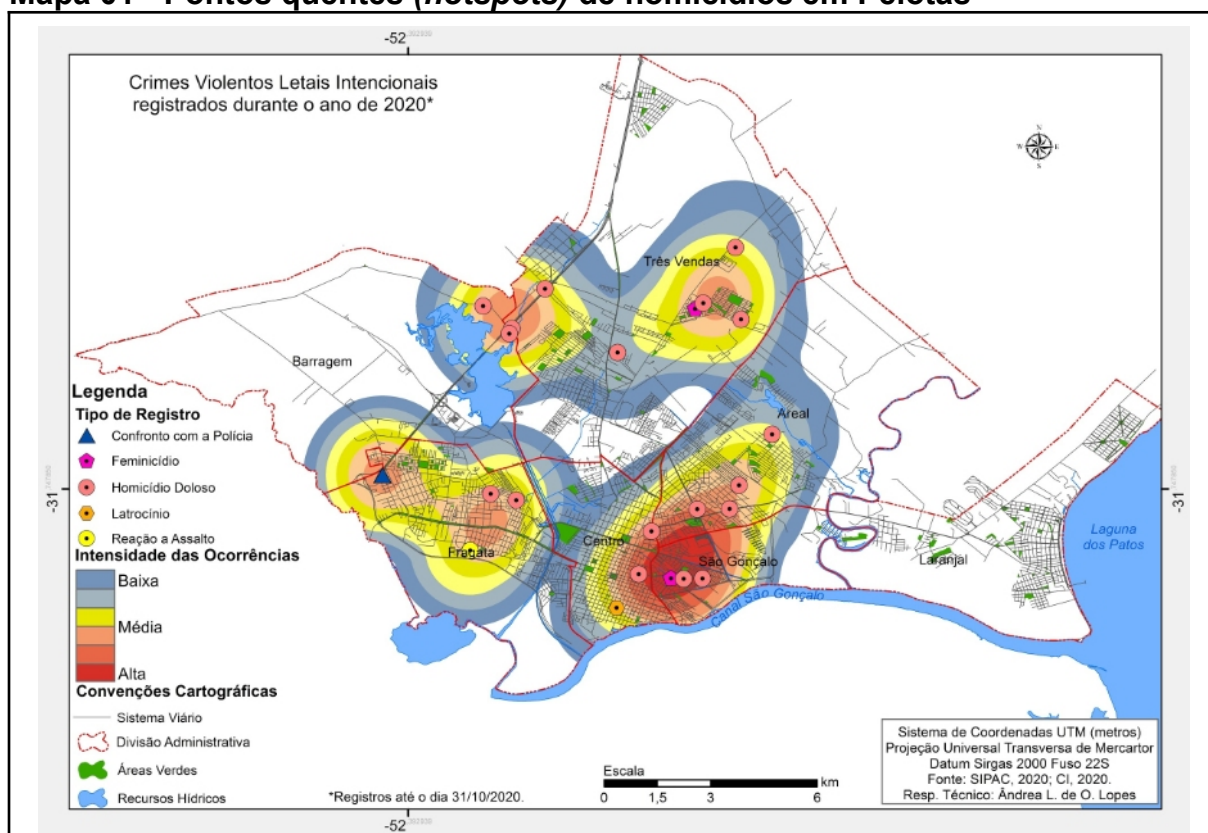 Mapa 01 - Pontos quentes (hotspots) de homicídios em Pelotas
-52
Crimes Violentos Letais Intencionais
registrados durante o ano de 2020*
N
W E
S
Três Vendas
Barragem
Areal
Legenda
Tipo de Registro
Confronto com a Polícia
Feminicídio
Homicídio Doloso
Latrocínio
Reação a Assalto
-31
-31
Laguna
dos Patos
Centro
Fragata
São Gonçalo
Laranjal
Canal São Gonçalo
Intensidade das Ocorrências
Baixa
Média
Alta
Convenções Cartográficas
Sistema Viário
Divisão Administrativa
Áreas Verdes
Recursos Hídricos
*Registros até o dia 31/10/2020.
Escala
km
0 1,5 3 6
Sistema de Coordenadas UTM (metros)
Projeção Universal Transversa de Mercartor
Datum Sirgas 2000 Fuso 22S
Fonte: SIPAC, 2020; CI, 2020.
Resp. Técnico: Ândrea L. de O. Lopes
-52